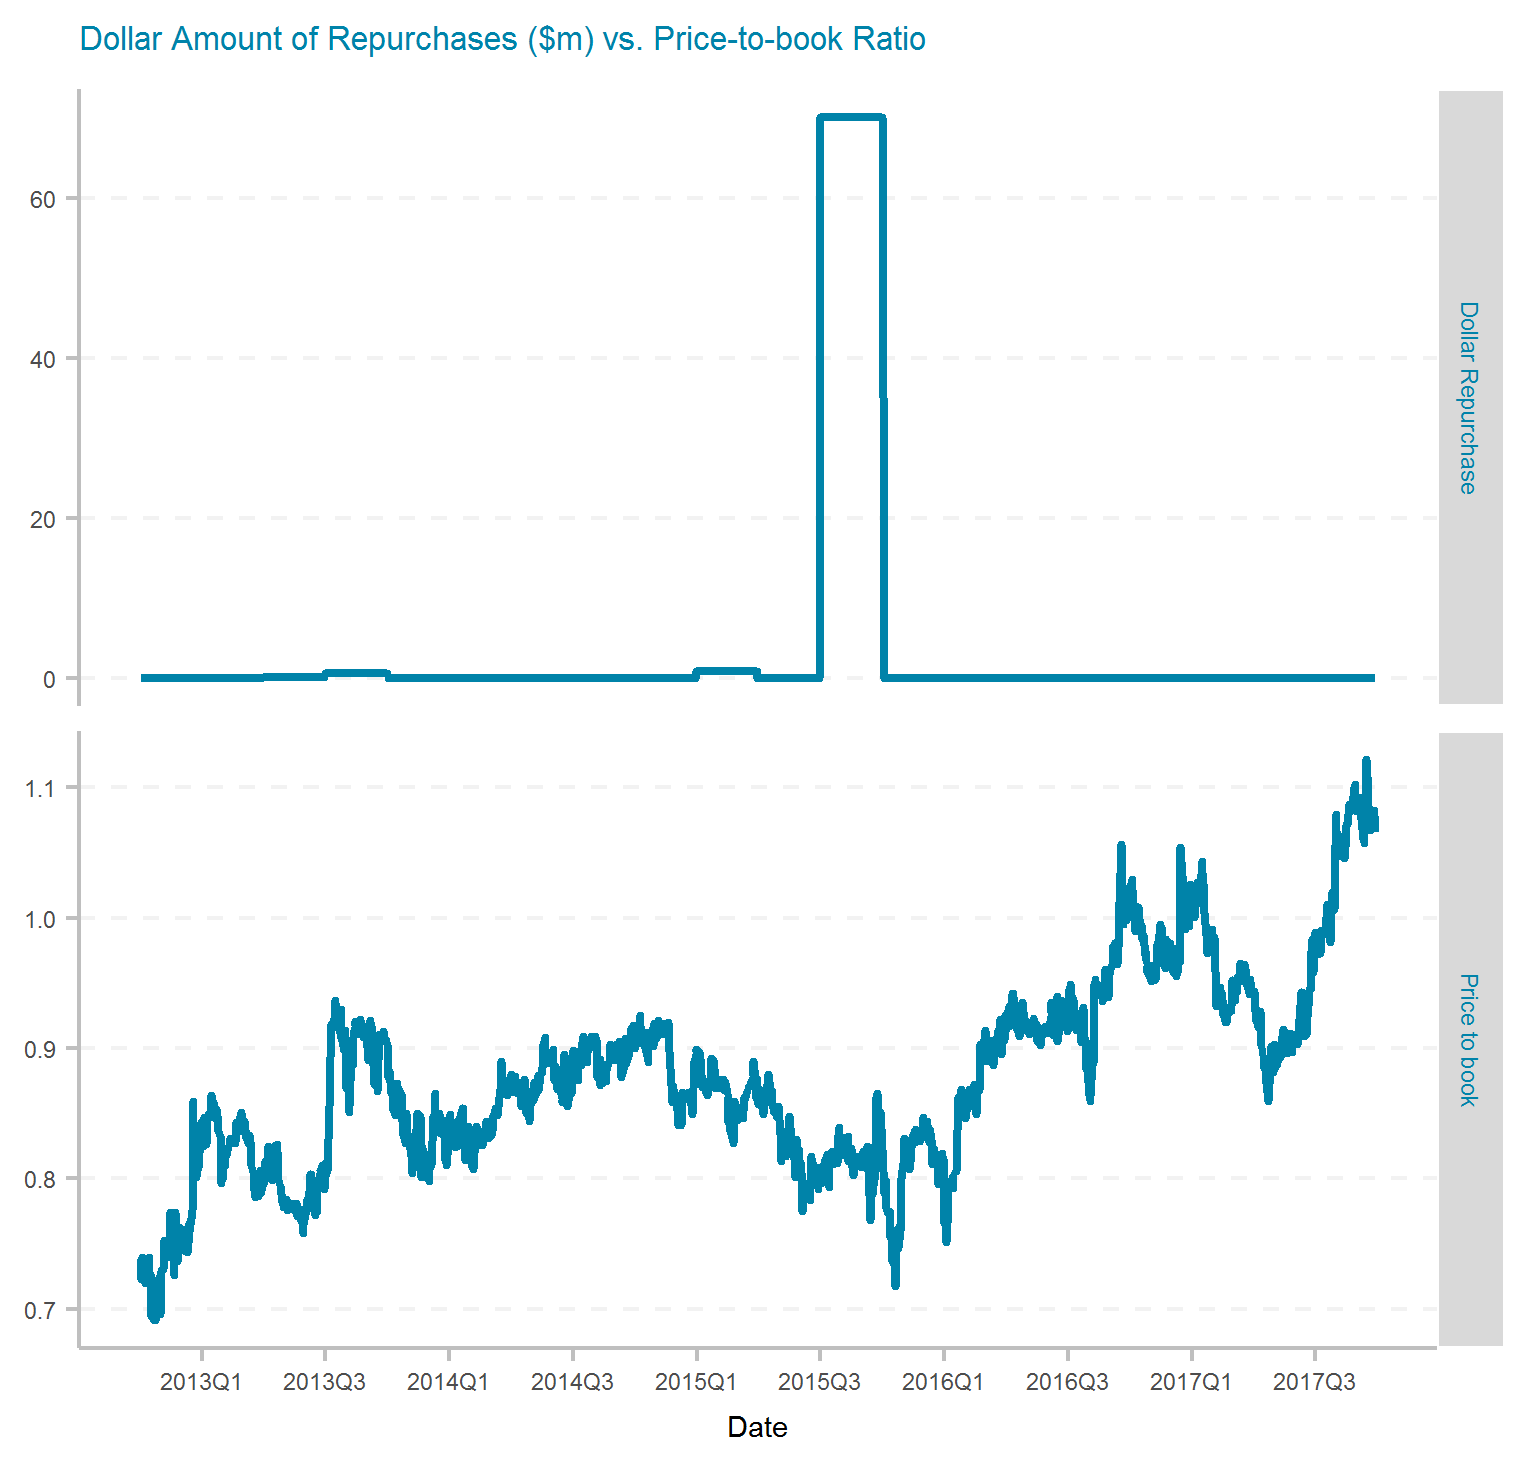 Dollar Amount of Repurchases ($m) vs. Price-to-book Ratio
60
40
20
0
Dollar Repurchase
1.1
1.0
0.9
0.8
0.7
Price to book
2013Q1 2013Q3 2014Q1 2014Q3 2015Q1 2015Q3 2016Q1 2016Q3 2017Q1 2017Q3
Date